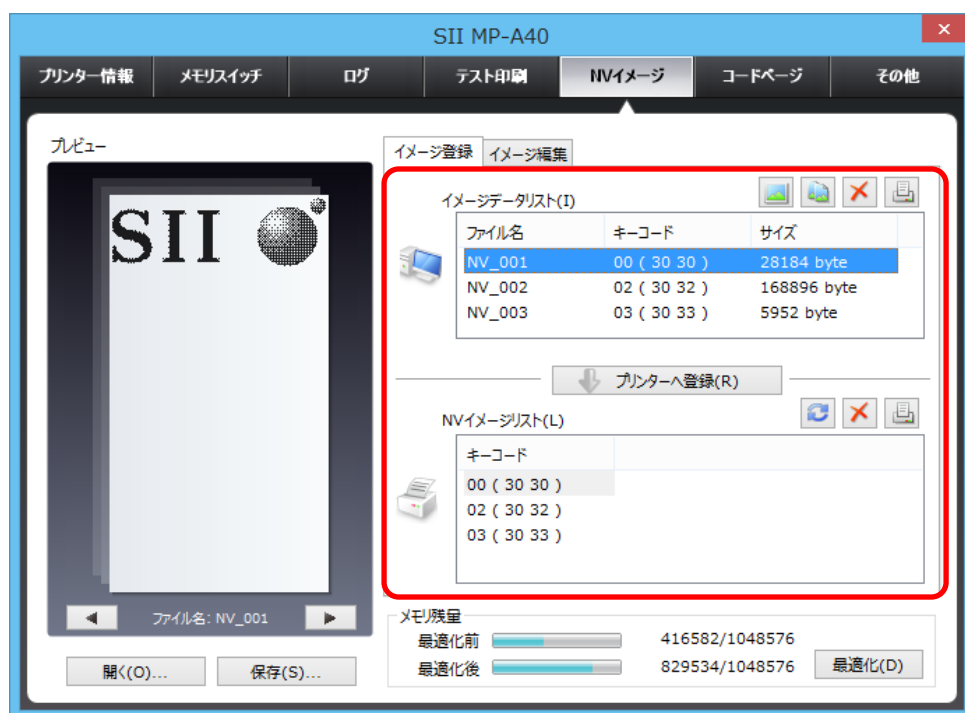 SII MP-A40
プリンター情報 メモリスイッチ ログ テスト印刷 NVイメージ コードページ その他
プレビュー
SII
ファイル名: NV_001
開く(O)... 保存(S)...
イメージ登録 イメージ編集
イメージデータリスト(I)
ファイル名 キーコード サイズ
NV_001 00 ( 30 30 ) 28184 byte
NV_002 02 ( 30 32 ) 168896 byte
NV_003 03 ( 30 33 ) 5952 byte
プリンターへ登録(R)
NVイメージリスト(L)
キーコード
00 ( 30 30 )
02 ( 30 32 )
03 ( 30 33 )
メモリ残量
最適化前 416582/1048576
最適化後 829534/1048576 最適化(D)